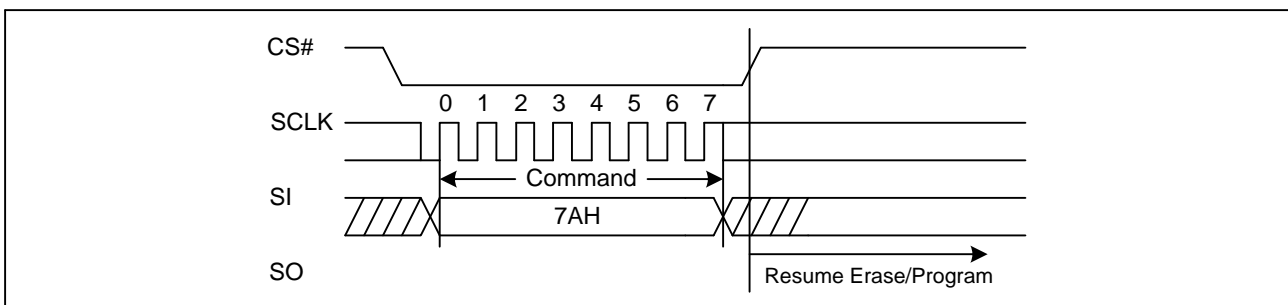 CS#
0 1 2 3 4 5 6 7
SCLK
Command
SI
7AH
SO
Resume Erase/Program